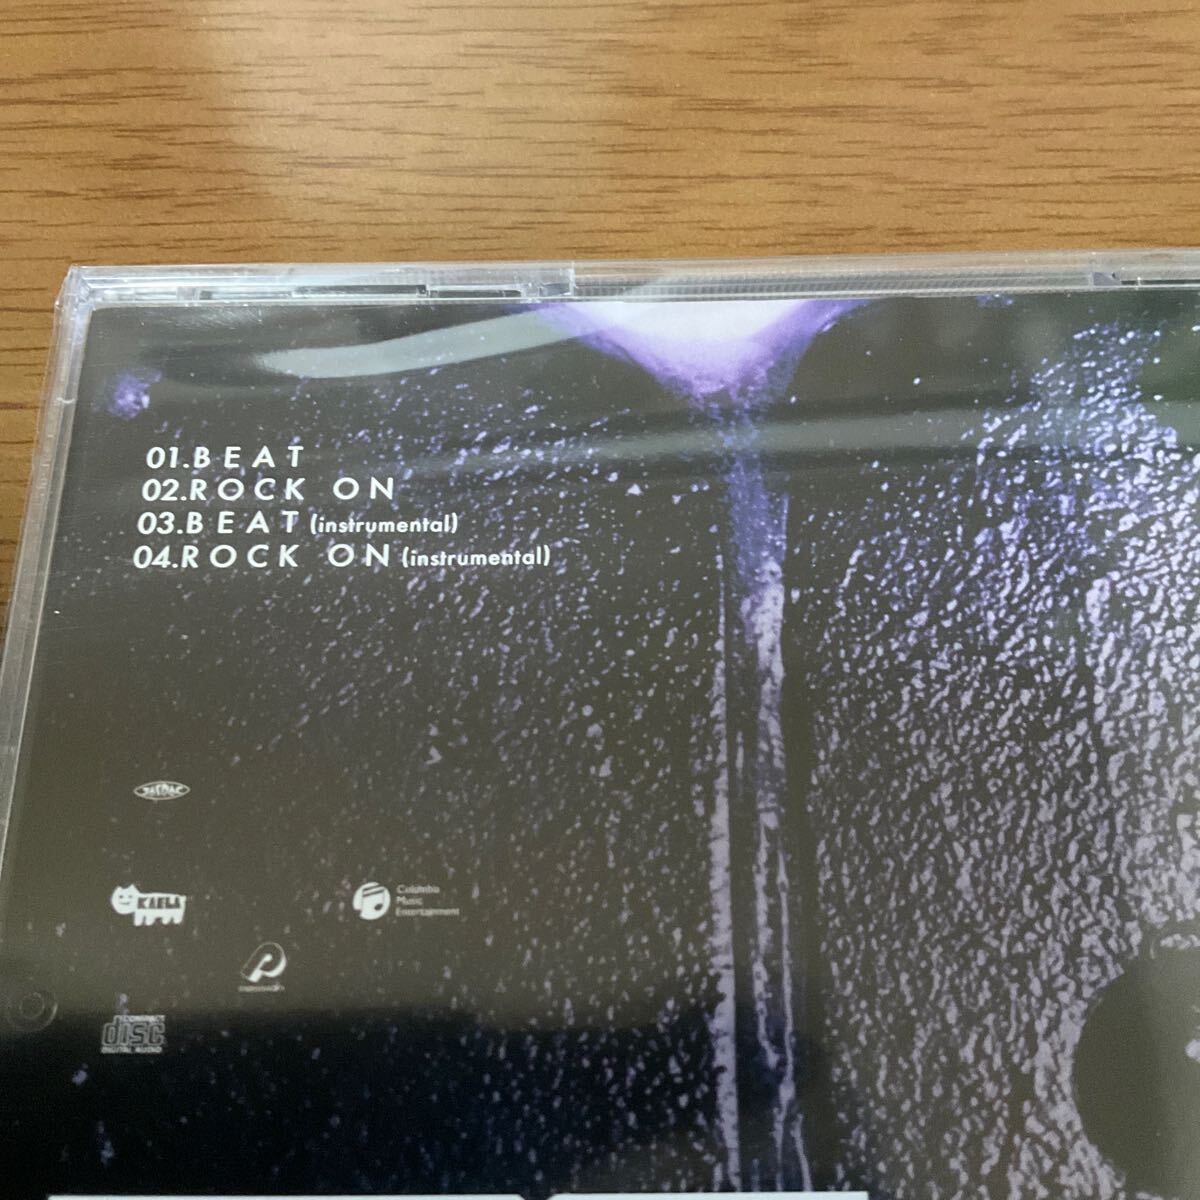 01.BEAT
02.ROCK ON
03.BEAT (instrumental)
04.ROCK ON (instrumental)
JASRAC
KAELA
Columbia
Music
Entertainment
COMPACT
disc
DIGITAL AUDIO